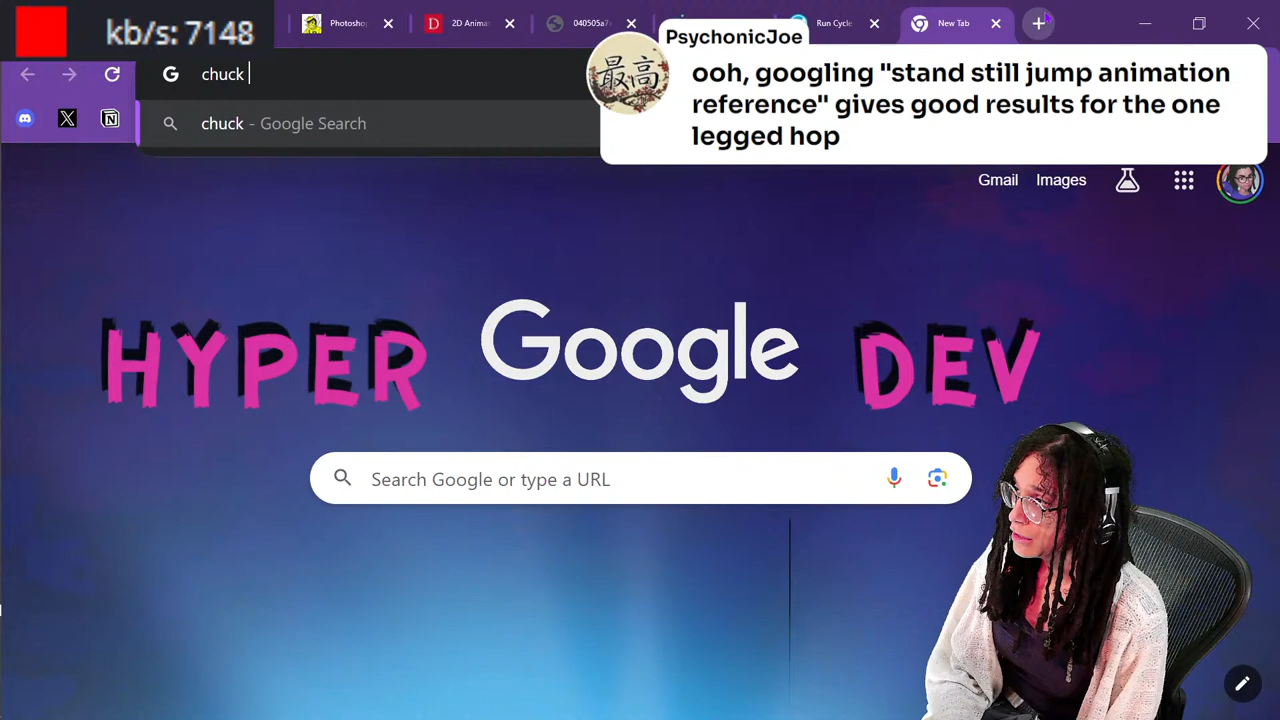 kb/s: 7148
Photosho
2D Anima
040505a7
Run Cycle
New Tab
PsychonicJoe
最高
ooh, googling "stand still jump animation
reference" gives good results for the one
legged hop
chuck
chuck - Google Search
Gmail
Images
HYPER
Google
DEV
Search Google or type a URL